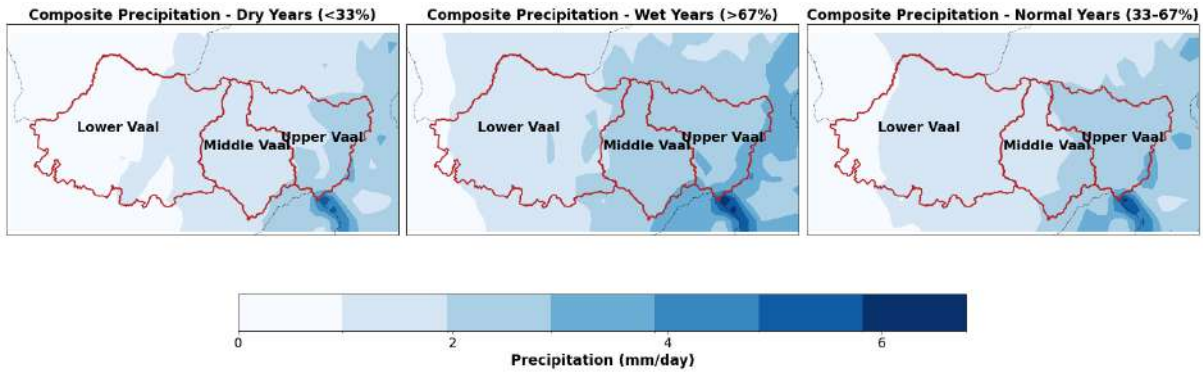 Composite Precipitation - Dry Years (<33%)
Composite Precipitation - Wet Years (>67%)
Composite Precipitation - Normal Years (33–67%)
Lower Vaal
Middle Vaal
Upper Vaal
Lower Vaal
Middle Vaal
Upper Vaal
Lower Vaal
Middle Vaal
Upper Vaal
0 2 4 6
Precipitation (mm/day)